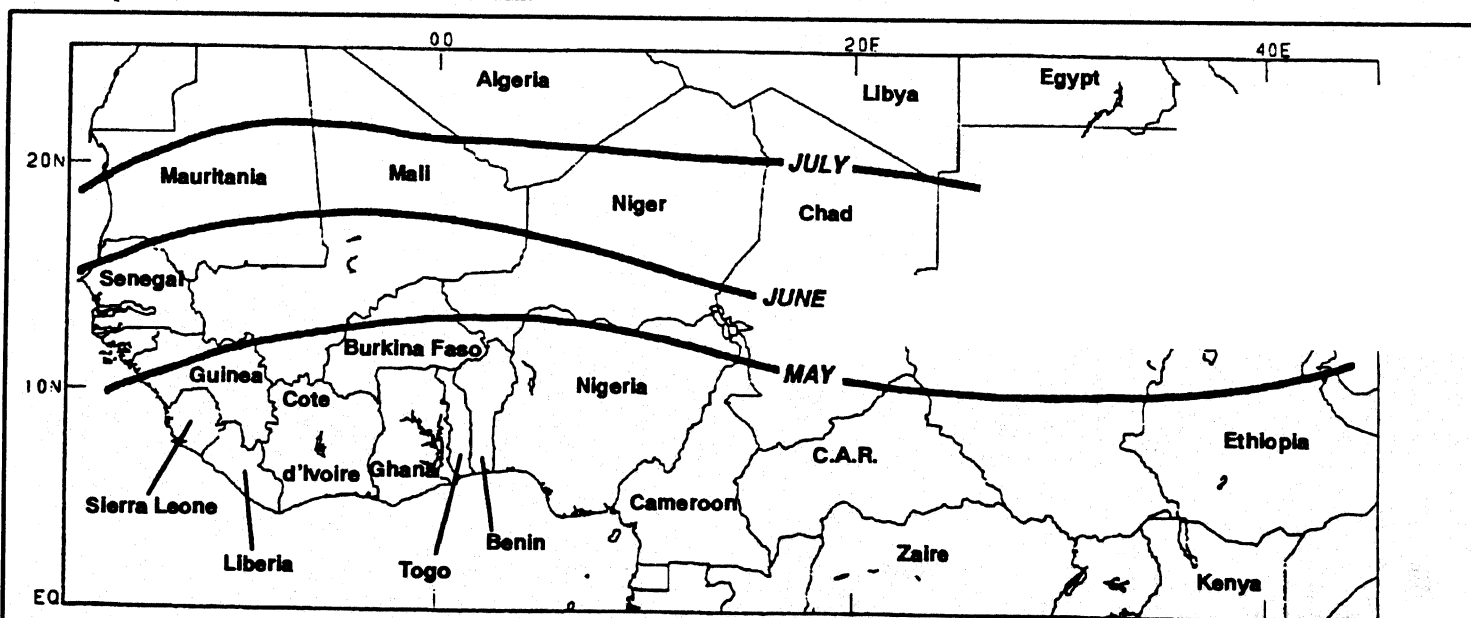 00
20E
40E
Algeria
Libya
Egypt
20N
JULY
Mauritania
Mali
Niger
Chad
Senegal
JUNE
Burkina Faso
MAY
Guinea
10N
Cote
Nigeria
d'Ivoire
Ghana
C.A.R.
Ethiopia
Sierra Leone
Cameroon
Liberia
Togo
Benin
Zaire
Kenya
EQ